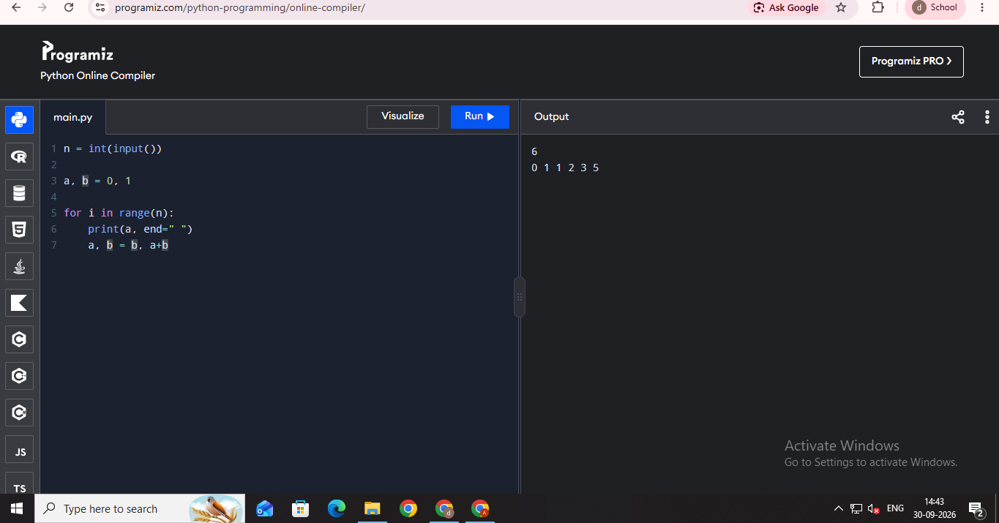 programiz.com/python-programming/online-compiler/
Ask Google
d School
Programiz
Python Online Compiler
Programiz PRO ❯
main.py
Visualize
Run
Output
1 n = int(input())
2
3 a, b = 0, 1
4
5 for i in range(n):
6     print(a, end=" ")
7     a, b = b, a+b
6
0 1 1 2 3 5
JS
TS
Activate Windows
Go to Settings to activate Windows.
Type here to search
ENG
14:43
30-09-2026
2